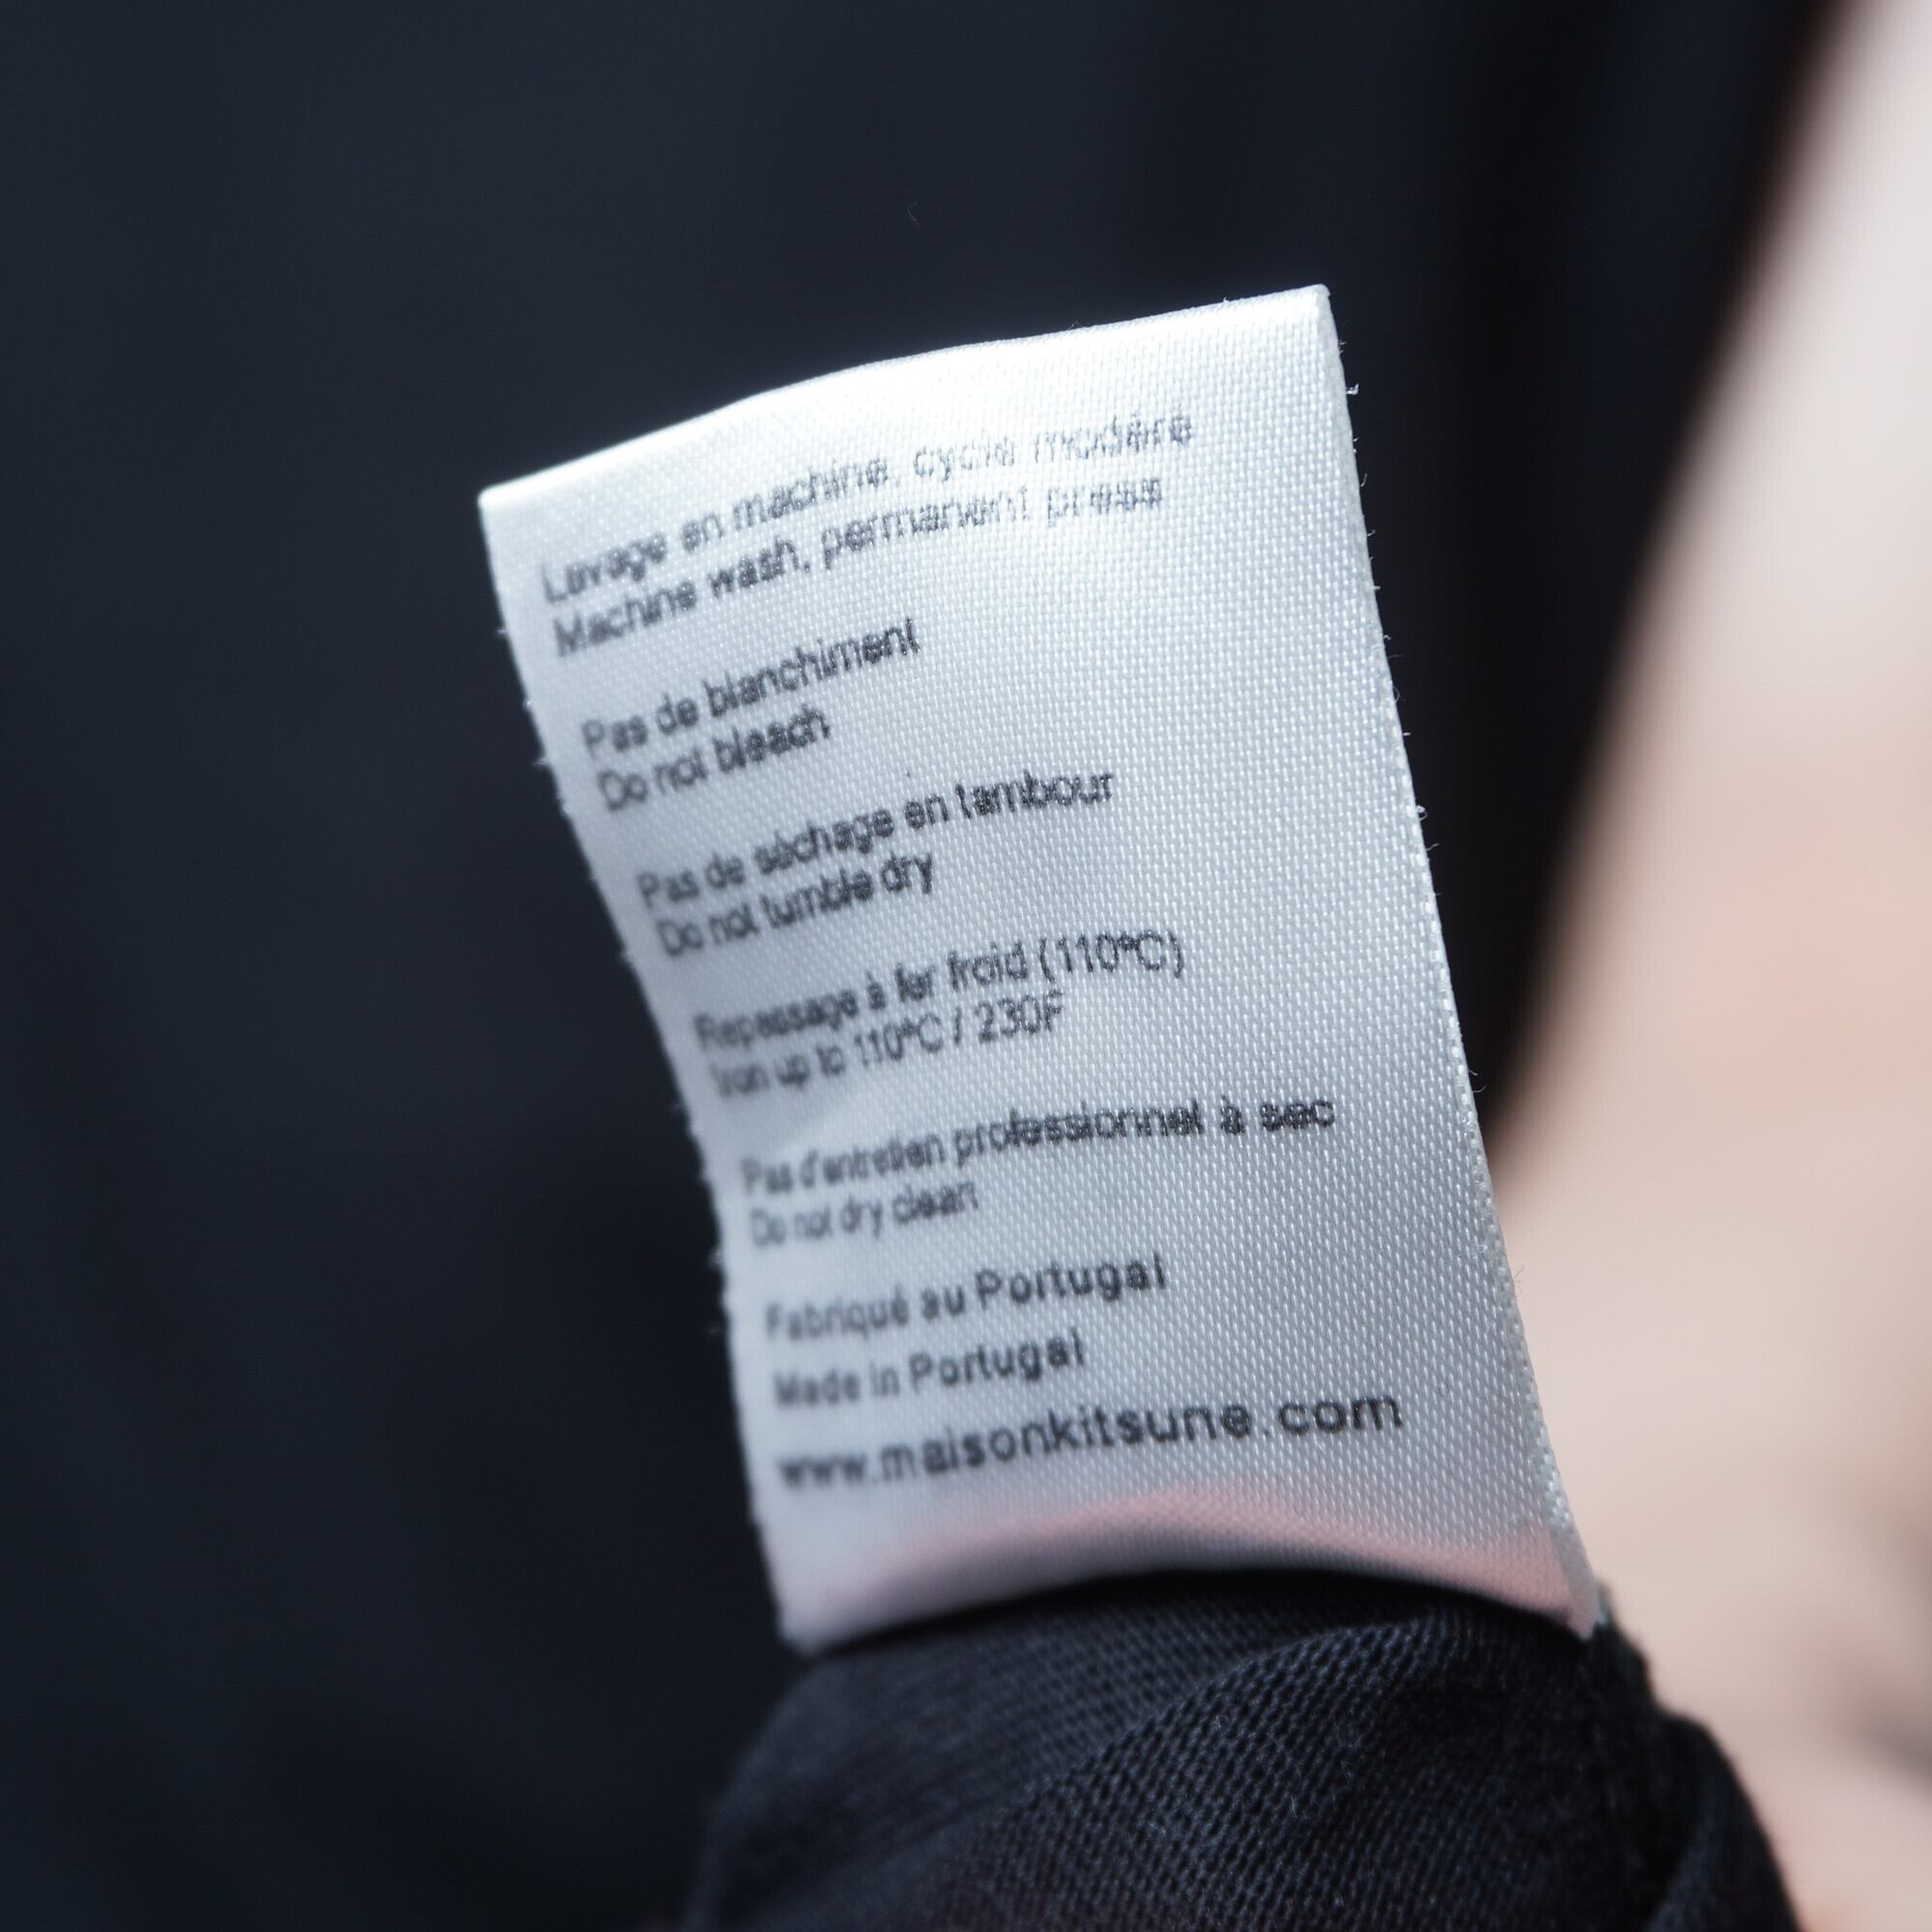 Lavage en machine, cycle modéré
Machine wash, permanent press
Pas de blanchiment
Do not bleach
Pas de séchage en tambour
Do not tumble dry
Repassage à fer froid (110°C)
Iron up to 110°C / 230F
Pas d'entretien professionnel à sec
Do not dry clean
Fabriqué au Portugal
Made in Portugal
www.maisonkitsune.com